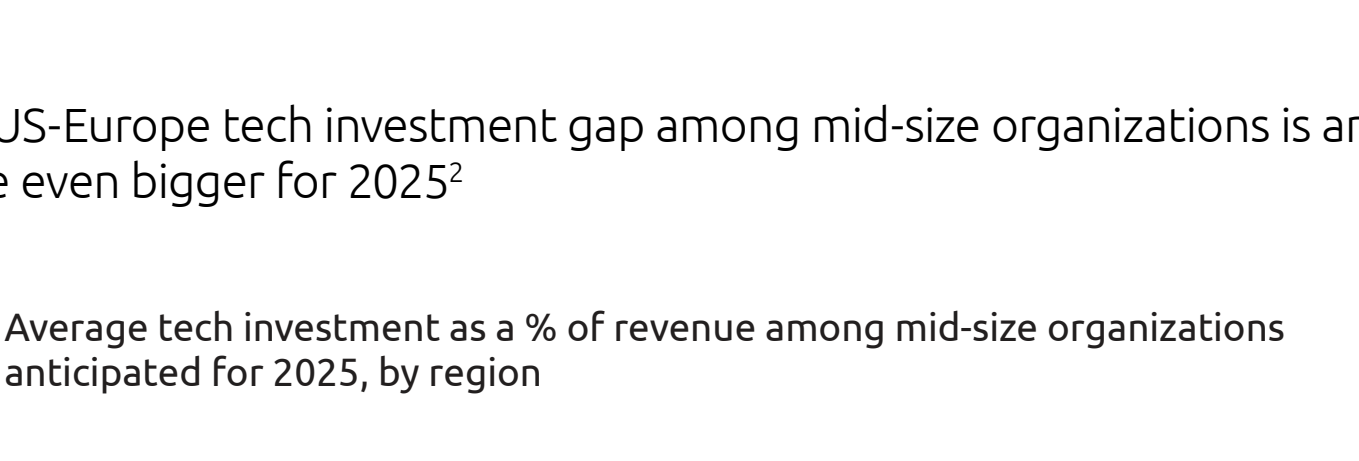 US-Europe tech investment gap among mid-size organizations is
even bigger for 2025²
Average tech investment as a % of revenue among mid-size organizations
anticipated for 2025, by region